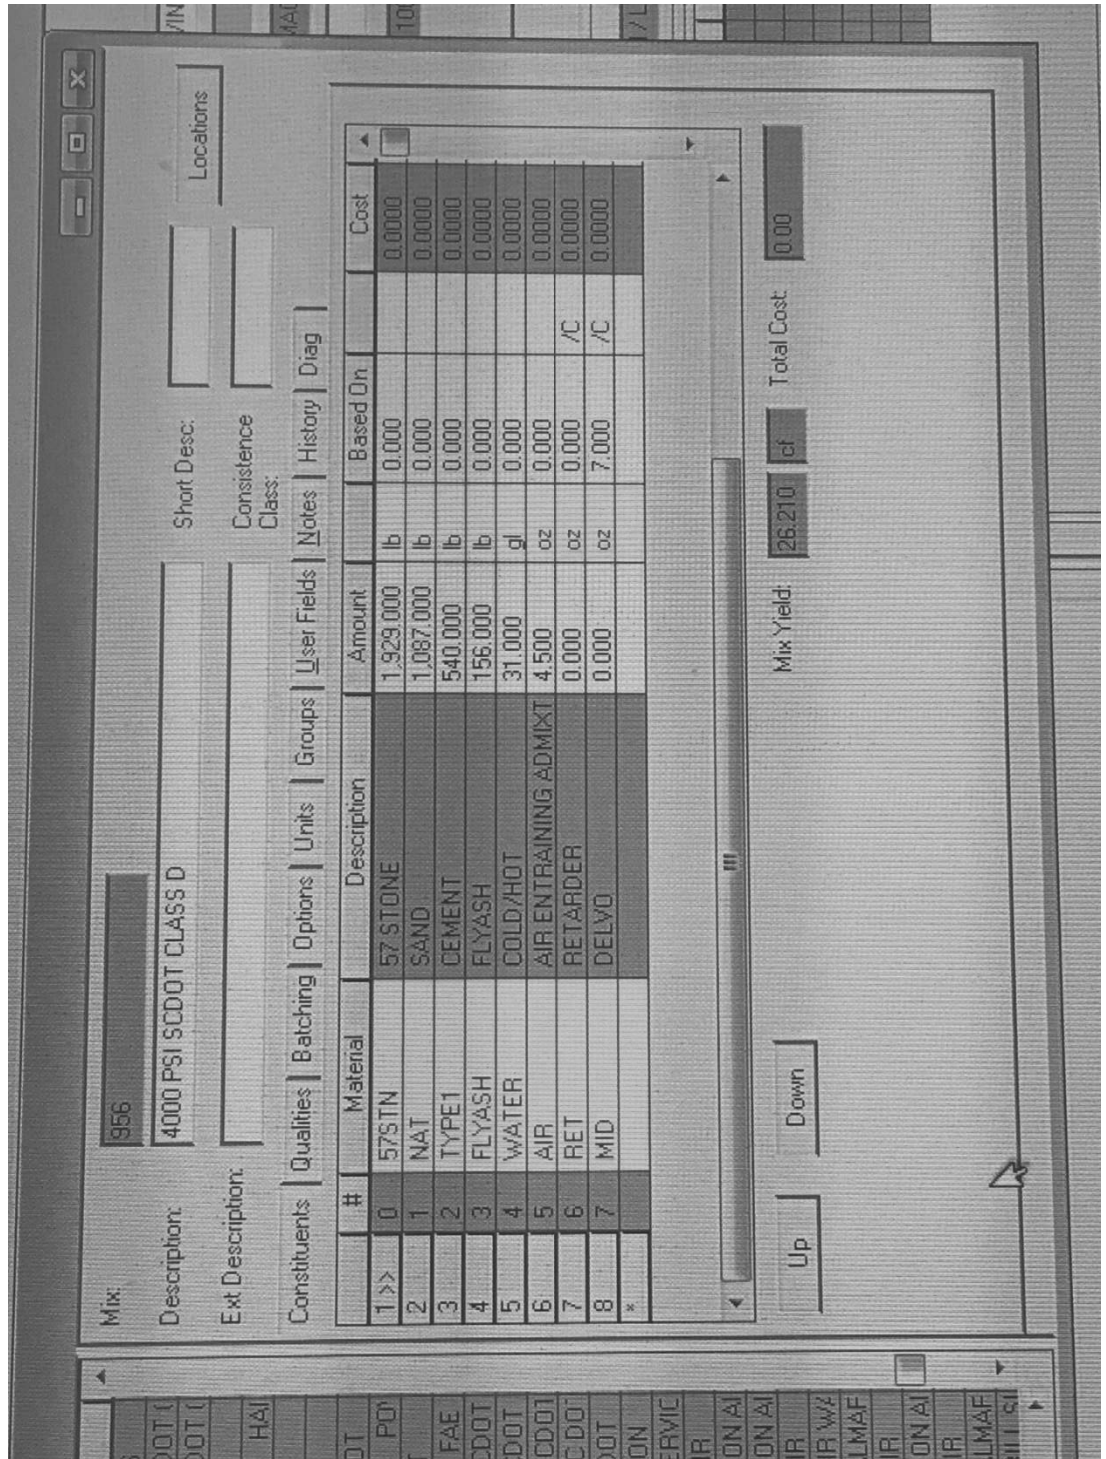 Mix: 956
Description: 4000 PSI SCDOT CLASS D Short Desc: Locations
Ext Description: Consistence Class:
Constituents Qualities Batching Options Units Groups User Fields Notes History Diag
# Material Description Amount Based On Cost
1 >> 0 57STN 57 STONE 1,929.000 lb 0.000 0.0000
2 1 NAT SAND 1,087.000 lb 0.000 0.0000
3 2 TYPE1 CEMENT 540.000 lb 0.000 0.0000
4 3 FLYASH FLYASH 156.000 lb 0.000 0.0000
5 4 WATER COLD/HOT 31.000 gl 0.000 0.0000
6 5 AIR AIR ENTRAINING ADMIXT 4.500 oz 0.000 0.0000
7 6 RET RETARDER 0.000 oz 0.000 /C 0.0000
8 7 MID DELVO 0.000 oz 7.000 /C 0.0000
*
Up Down Mix Yield: 26.210 cf Total Cost: 0.00